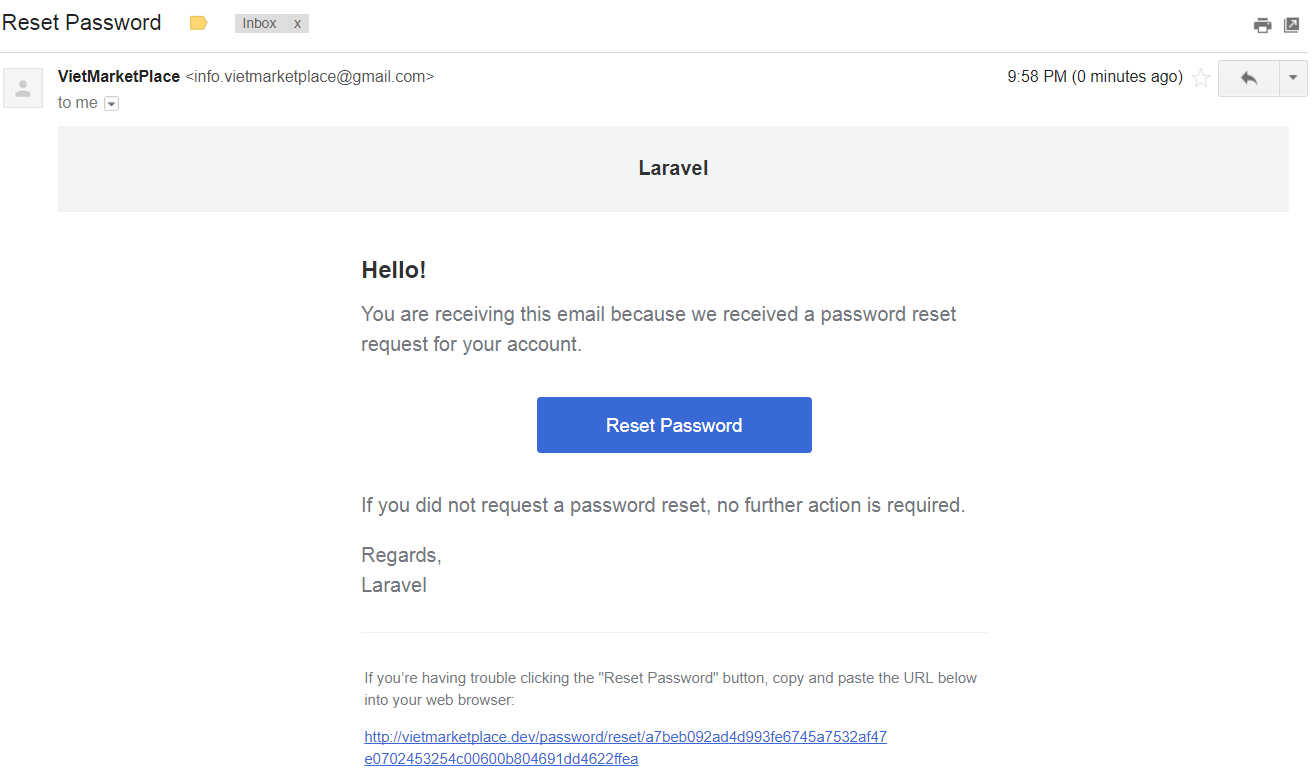 Reset Password
Inbox x
VietMarketPlace <info.vietmarketplace@gmail.com>
9:58 PM (0 minutes ago)
to me
Laravel
Hello!
You are receiving this email because we received a password reset
request for your account.
Reset Password
If you did not request a password reset, no further action is required.
Regards,
Laravel
If you’re having trouble clicking the "Reset Password" button, copy and paste the URL below
into your web browser:
http://vietmarketplace.dev/password/reset/a7beb092ad4d993fe6745a7532af47
e0702453254c00600b804691dd4622ffea